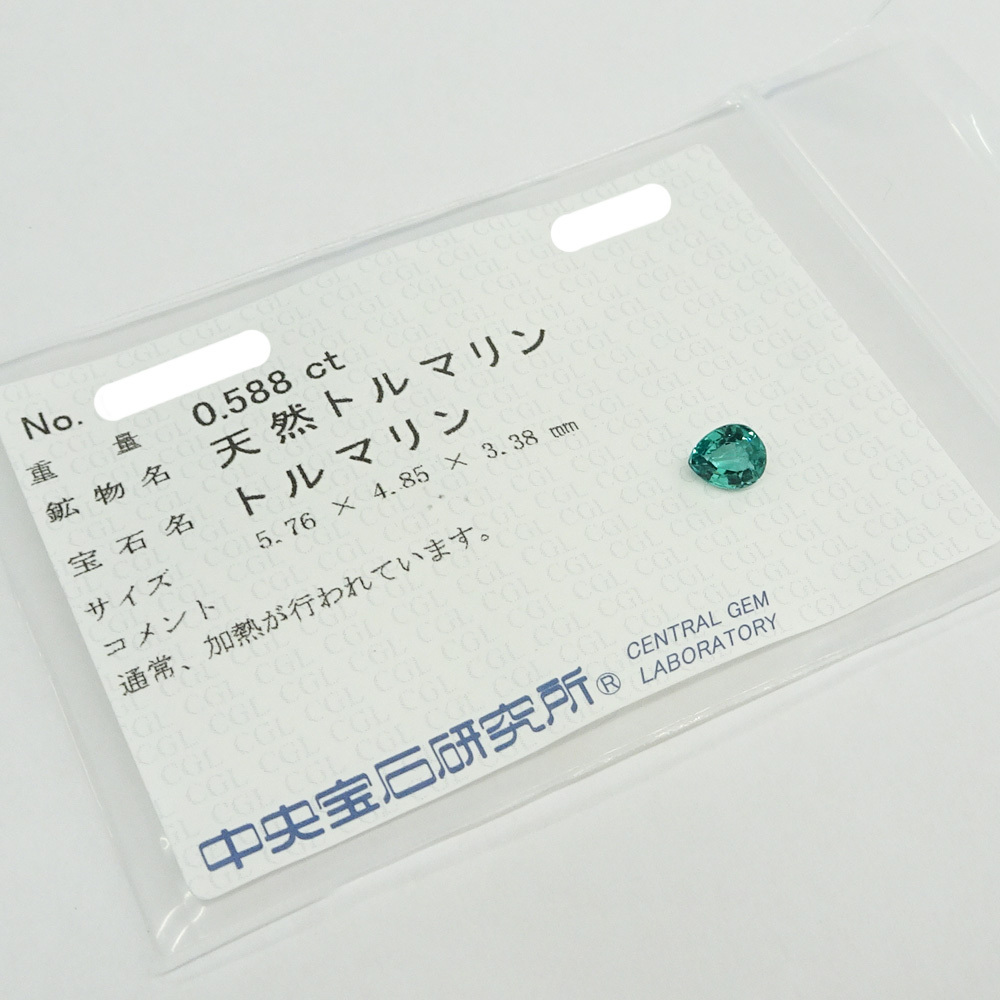 No.
重量 0.588 ct
鉱物名 天然トルマリン
宝石名 トルマリン
サイズ 5.76 × 4.85 × 3.38 mm
コメント
通常、加熱が行われています。
中央宝石研究所® CENTRAL GEM
LABORATORY